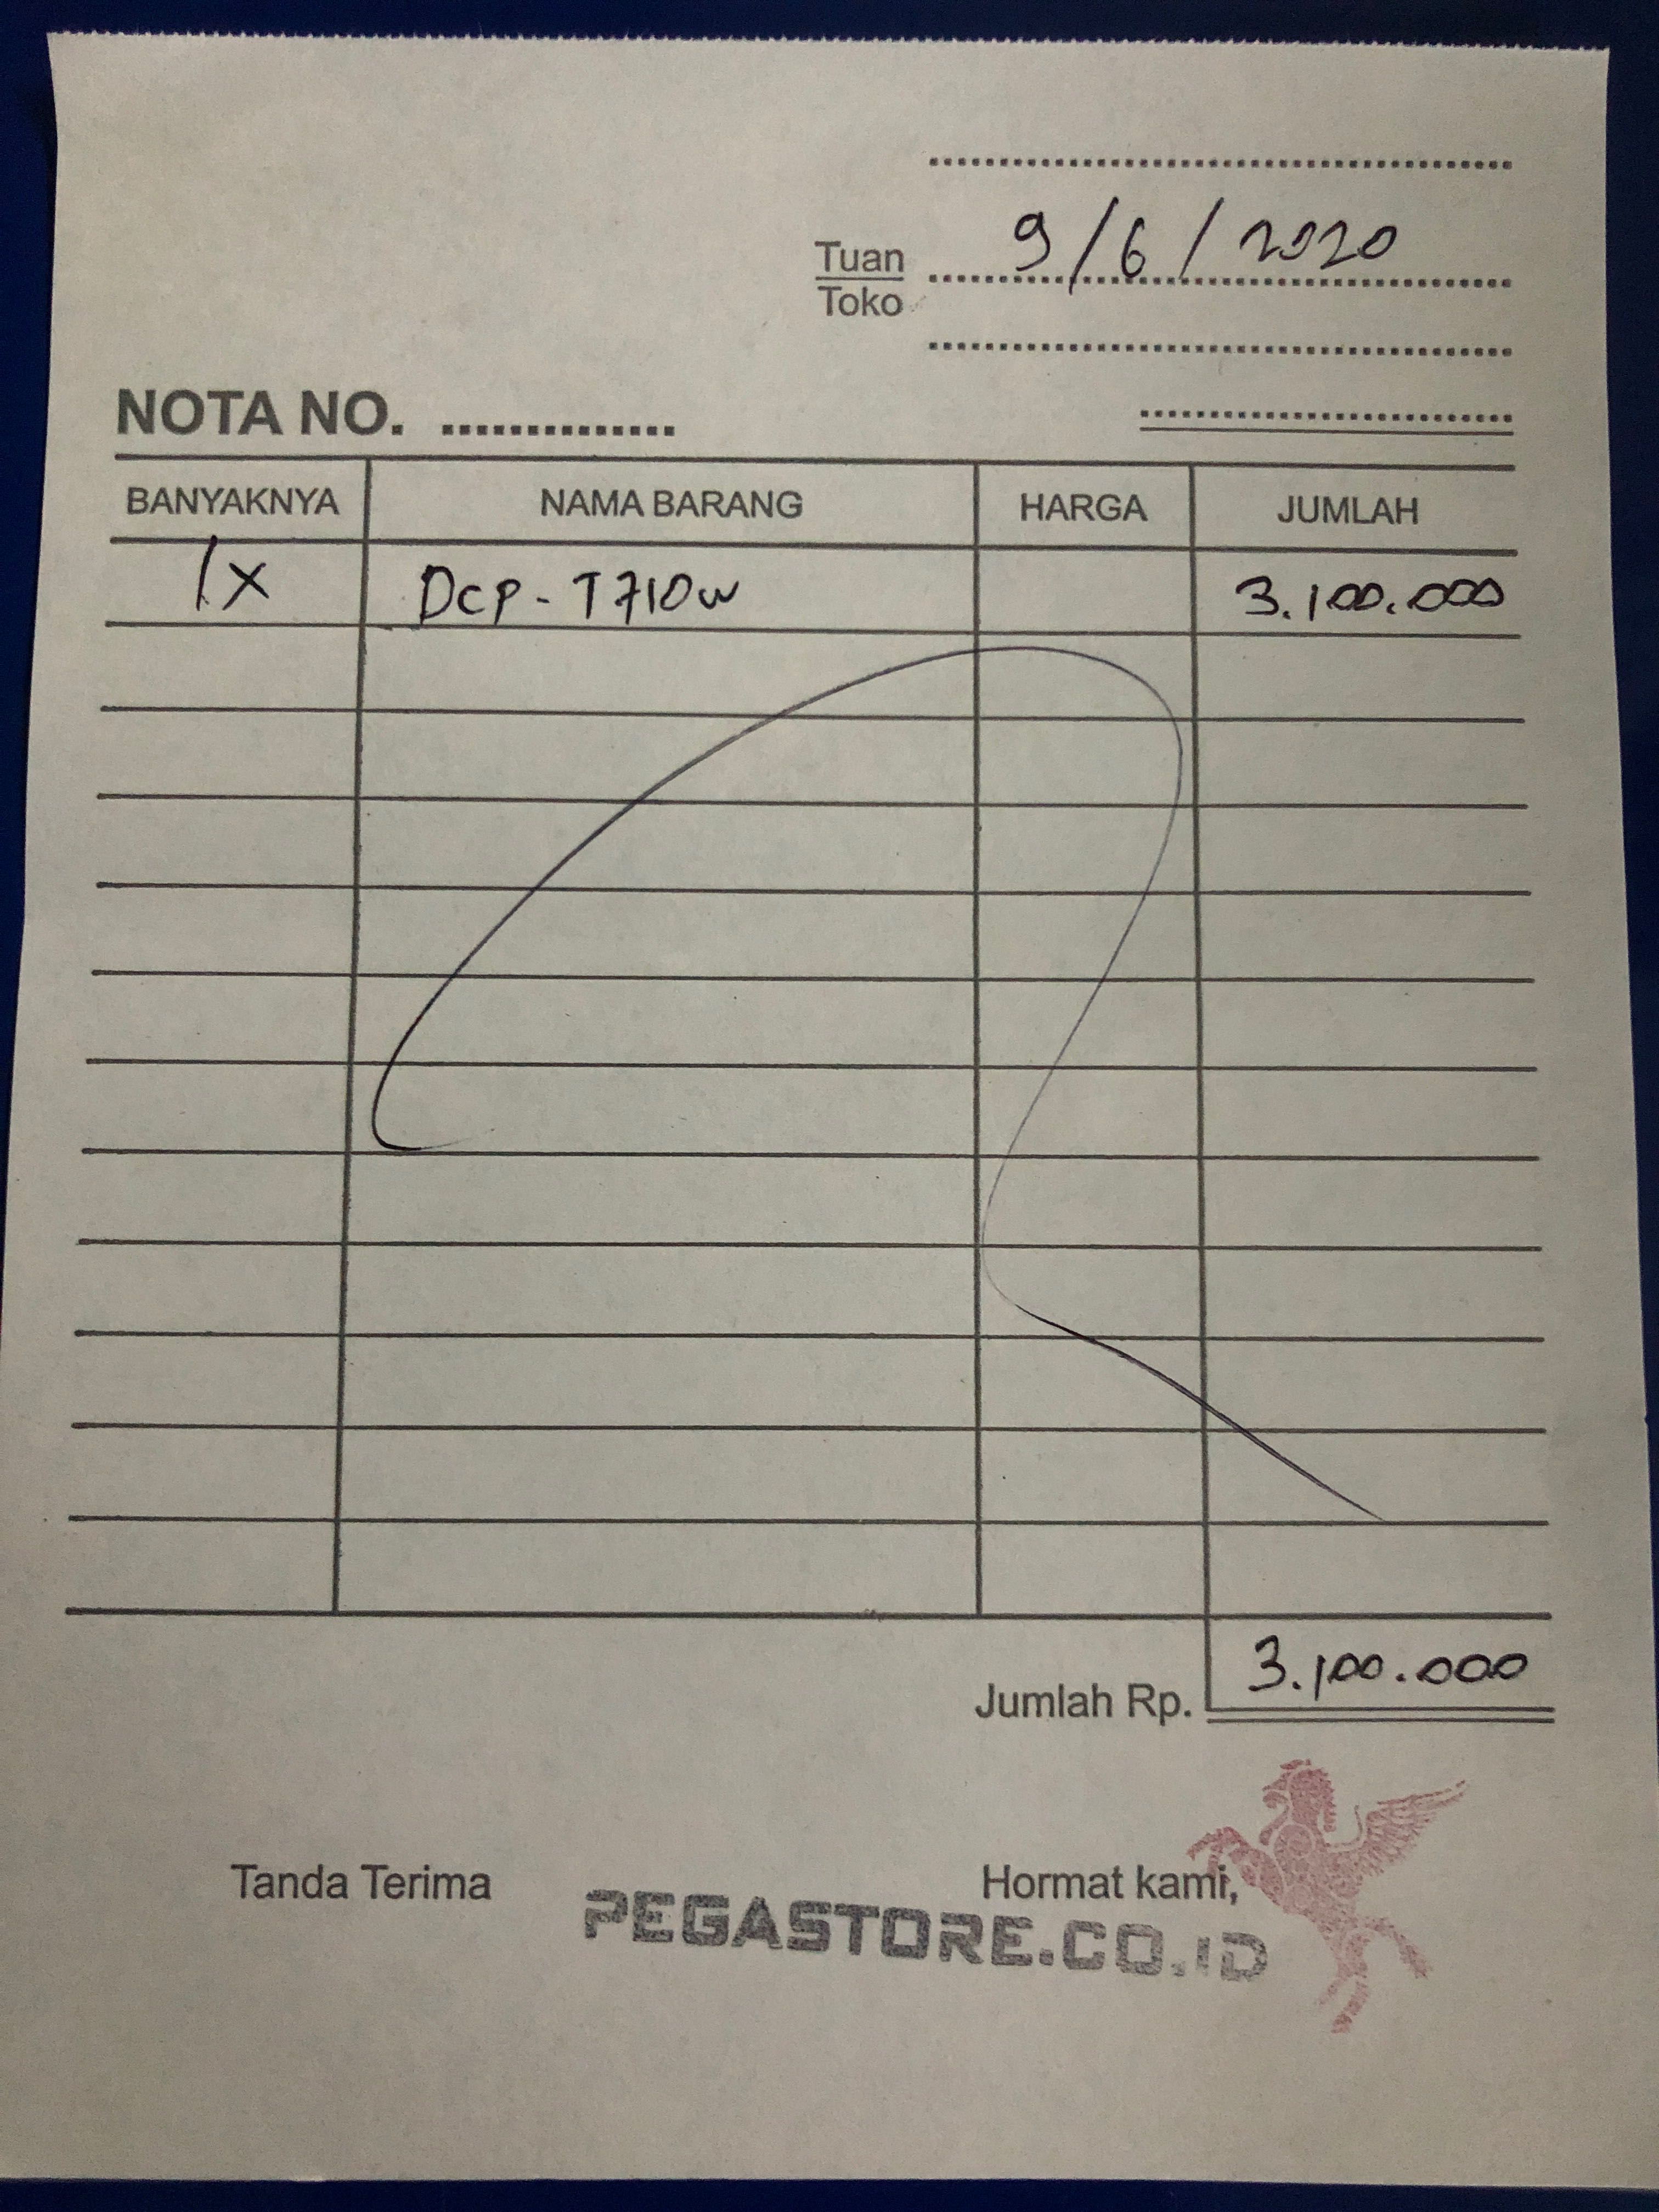 9/6/2020
Tuan
Toko
NOTA NO. ..............
BANYAKNYA NAMA BARANG HARGA JUMLAH
1x DCP-T710w 3.100.000
Jumlah Rp. 3.100.000
Tanda Terima Hormat kami,
PEGASTORE.CO.ID